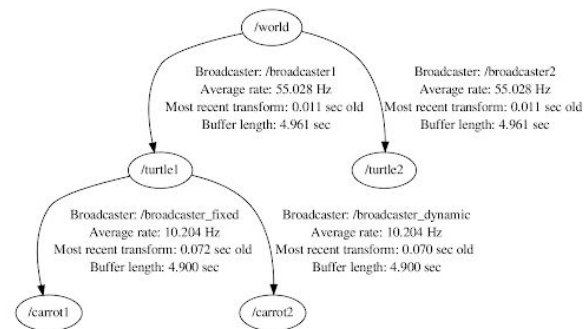 /world
Broadcaster: /broadcaster1
Average rate: 55.028 Hz
Most recent transform: 0.011 sec old
Buffer length: 4.961 sec
Broadcaster: /broadcaster2
Average rate: 55.028 Hz
Most recent transform: 0.011 sec old
Buffer length: 4.961 sec
/turtle1
/turtle2
Broadcaster: /broadcaster_fixed
Average rate: 10.204 Hz
Most recent transform: 0.072 sec old
Buffer length: 4.900 sec
Broadcaster: /broadcaster_dynamic
Average rate: 10.204 Hz
Most recent transform: 0.070 sec old
Buffer length: 4.900 sec
/carrot1
/carrot2